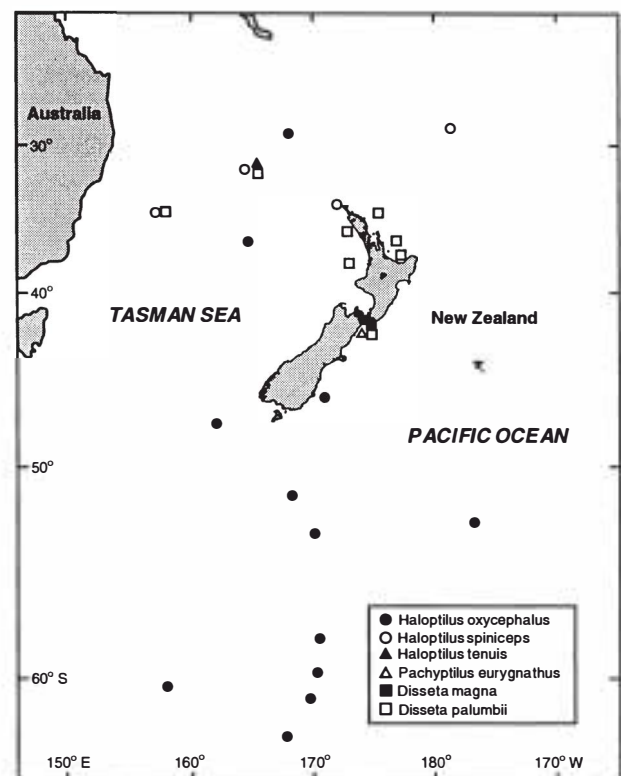 Australia
30°
40°
TASMAN SEA
New Zealand
PACIFIC OCEAN
50°
Haloptilus oxycephalus
Haloptilus spiniceps
Haloptilus tenuis
Pachyptilus eurygnathus
Disseta magna
Disseta palumbii
60° S
150° E 160° 170° 180° 170° W